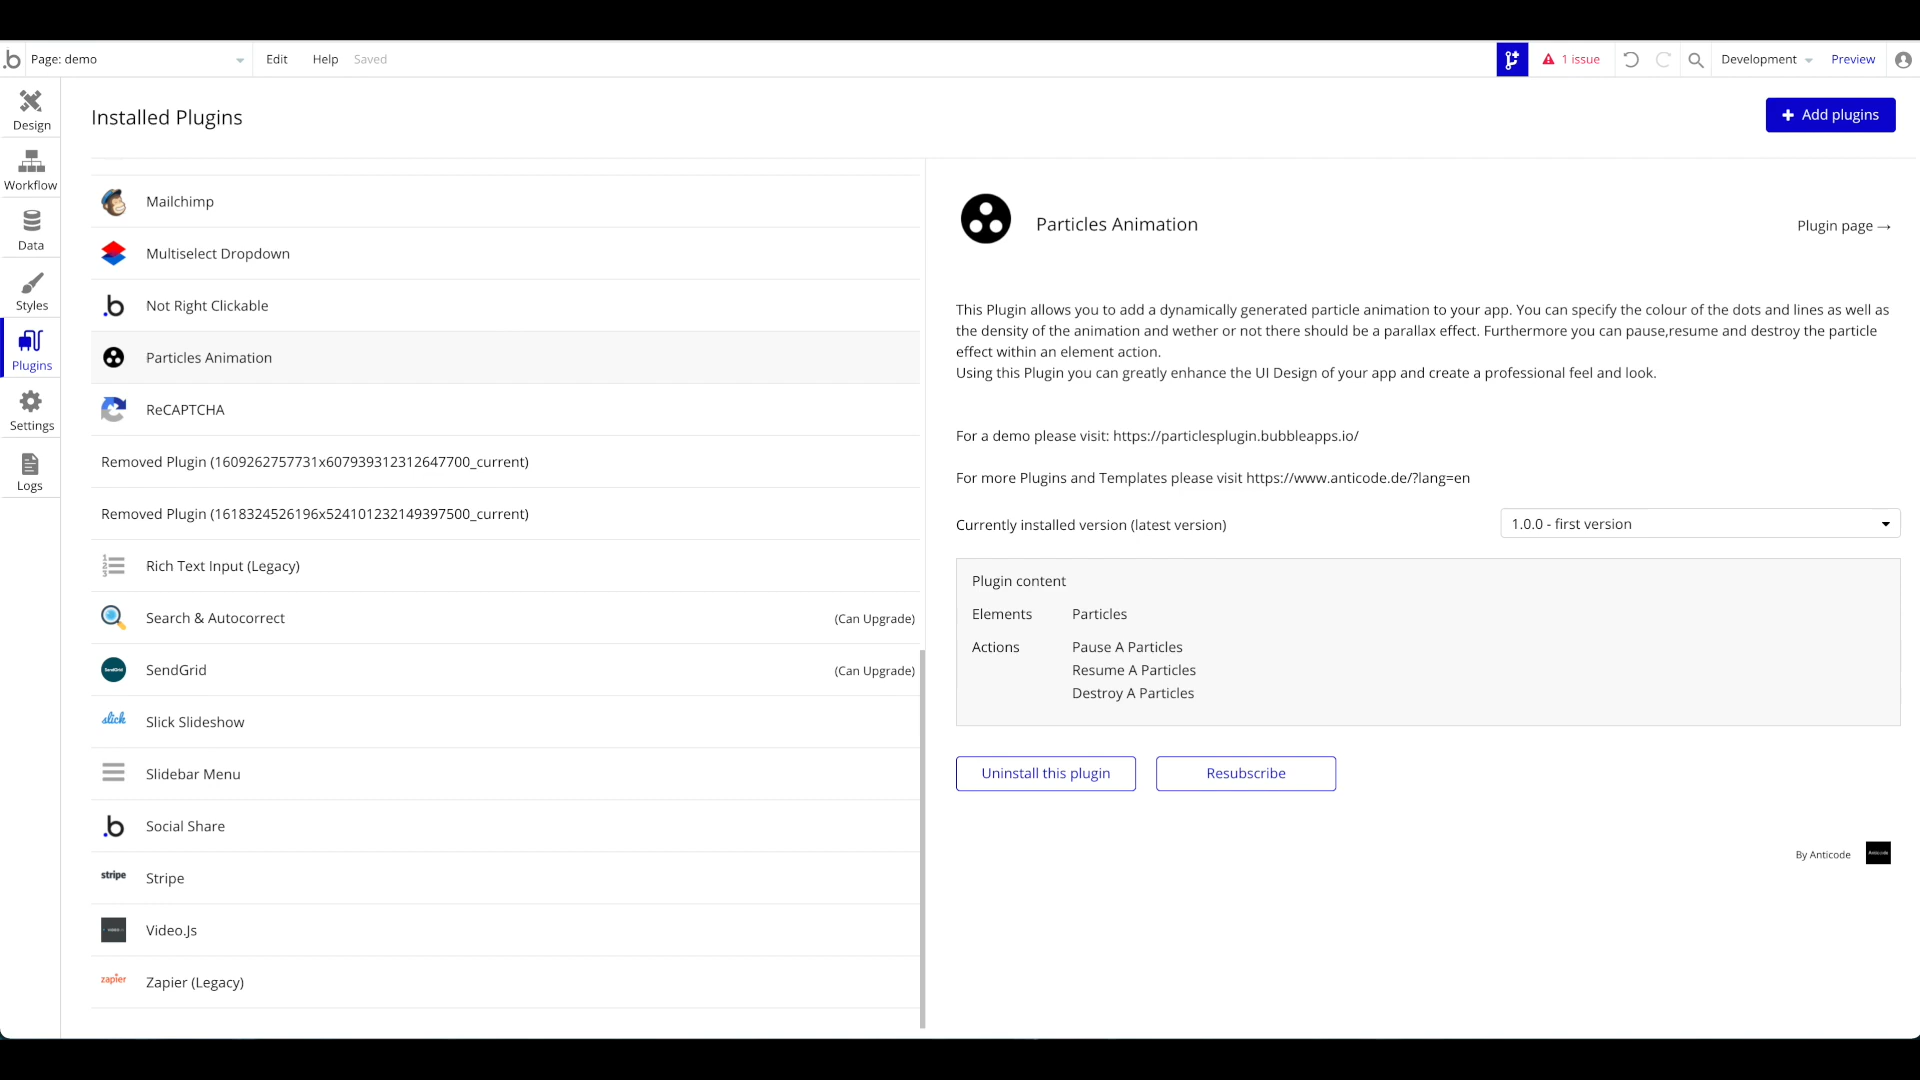 .b Page: demo Edit Help Saved 1 issue Development Preview
Design
Workflow
Data
Styles
Plugins
Settings
Logs
Installed Plugins
+ Add plugins
Mailchimp
Multiselect Dropdown
.b Not Right Clickable
Particles Animation
ReCAPTCHA
Removed Plugin (1609262757731x607939312312647700_current)
Removed Plugin (1618324526196x524101232149397500_current)
1 2 3 Rich Text Input (Legacy)
Search & Autocorrect (Can Upgrade)
SendGrid SendGrid (Can Upgrade)
slick Slick Slideshow
Slidebar Menu
.b Social Share
stripe Stripe
Video.Js
zapier Zapier (Legacy)
Particles Animation
Plugin page →
This Plugin allows you to add a dynamically generated particle animation to your app. You can specify the colour of the dots and lines as well as
the density of the animation and wether or not there should be a parallax effect. Furthermore you can pause,resume and destroy the particle
effect within an element action.
Using this Plugin you can greatly enhance the UI Design of your app and create a professional feel and look.
For a demo please visit: https://particlesplugin.bubbleapps.io/
For more Plugins and Templates please visit https://www.anticode.de/?lang=en
Currently installed version (latest version) 1.0.0 - first version
Plugin content
Elements Particles
Actions Pause A Particles
Resume A Particles
Destroy A Particles
Uninstall this plugin Resubscribe
By Anticode Anticode